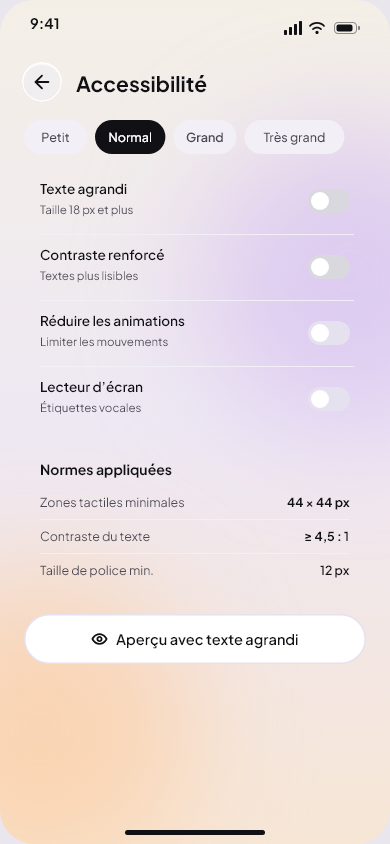 9:41
Accessibilité
Petit Normal Grand Très grand
Texte agrandi
Taille 18 px et plus
Contraste renforcé
Textes plus lisibles
Réduire les animations
Limiter les mouvements
Lecteur d’écran
Étiquettes vocales
Normes appliquées
Zones tactiles minimales 44 × 44 px
Contraste du texte ≥ 4,5 : 1
Taille de police min. 12 px
Aperçu avec texte agrandi